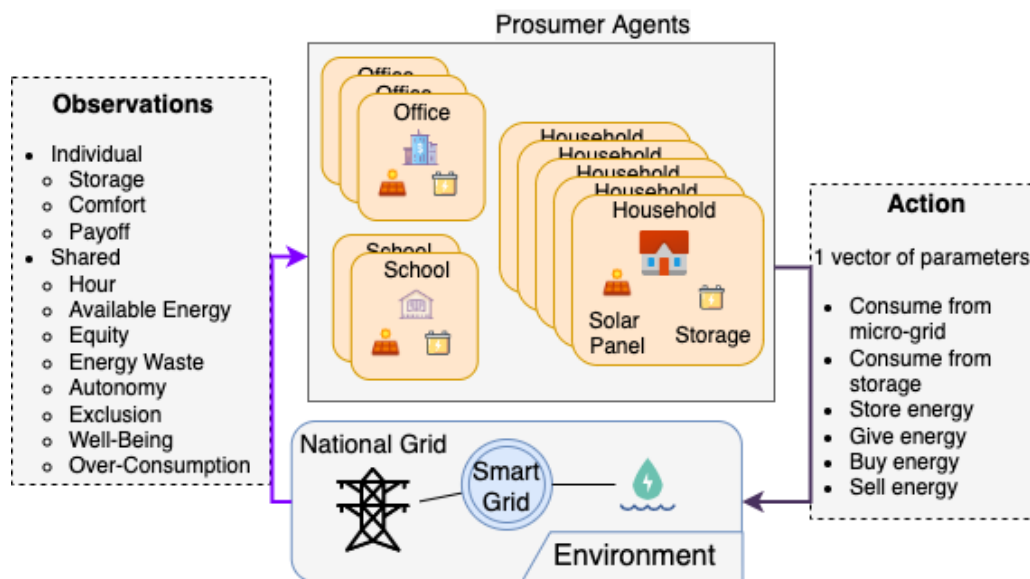 Prosumer Agents
Observations
Individual
Storage
Comfort
Payoff
Shared
Hour
Available Energy
Equity
Energy Waste
Autonomy
Exclusion
Well-Being
Over-Consumption
Office
Office
Office
School
School
Household
Household
Household
Household
Household
Solar
Panel
Storage
Action
1 vector of parameters
Consume from
micro-grid
Consume from
storage
Store energy
Give energy
Buy energy
Sell energy
National Grid
Smart
Grid
Environment